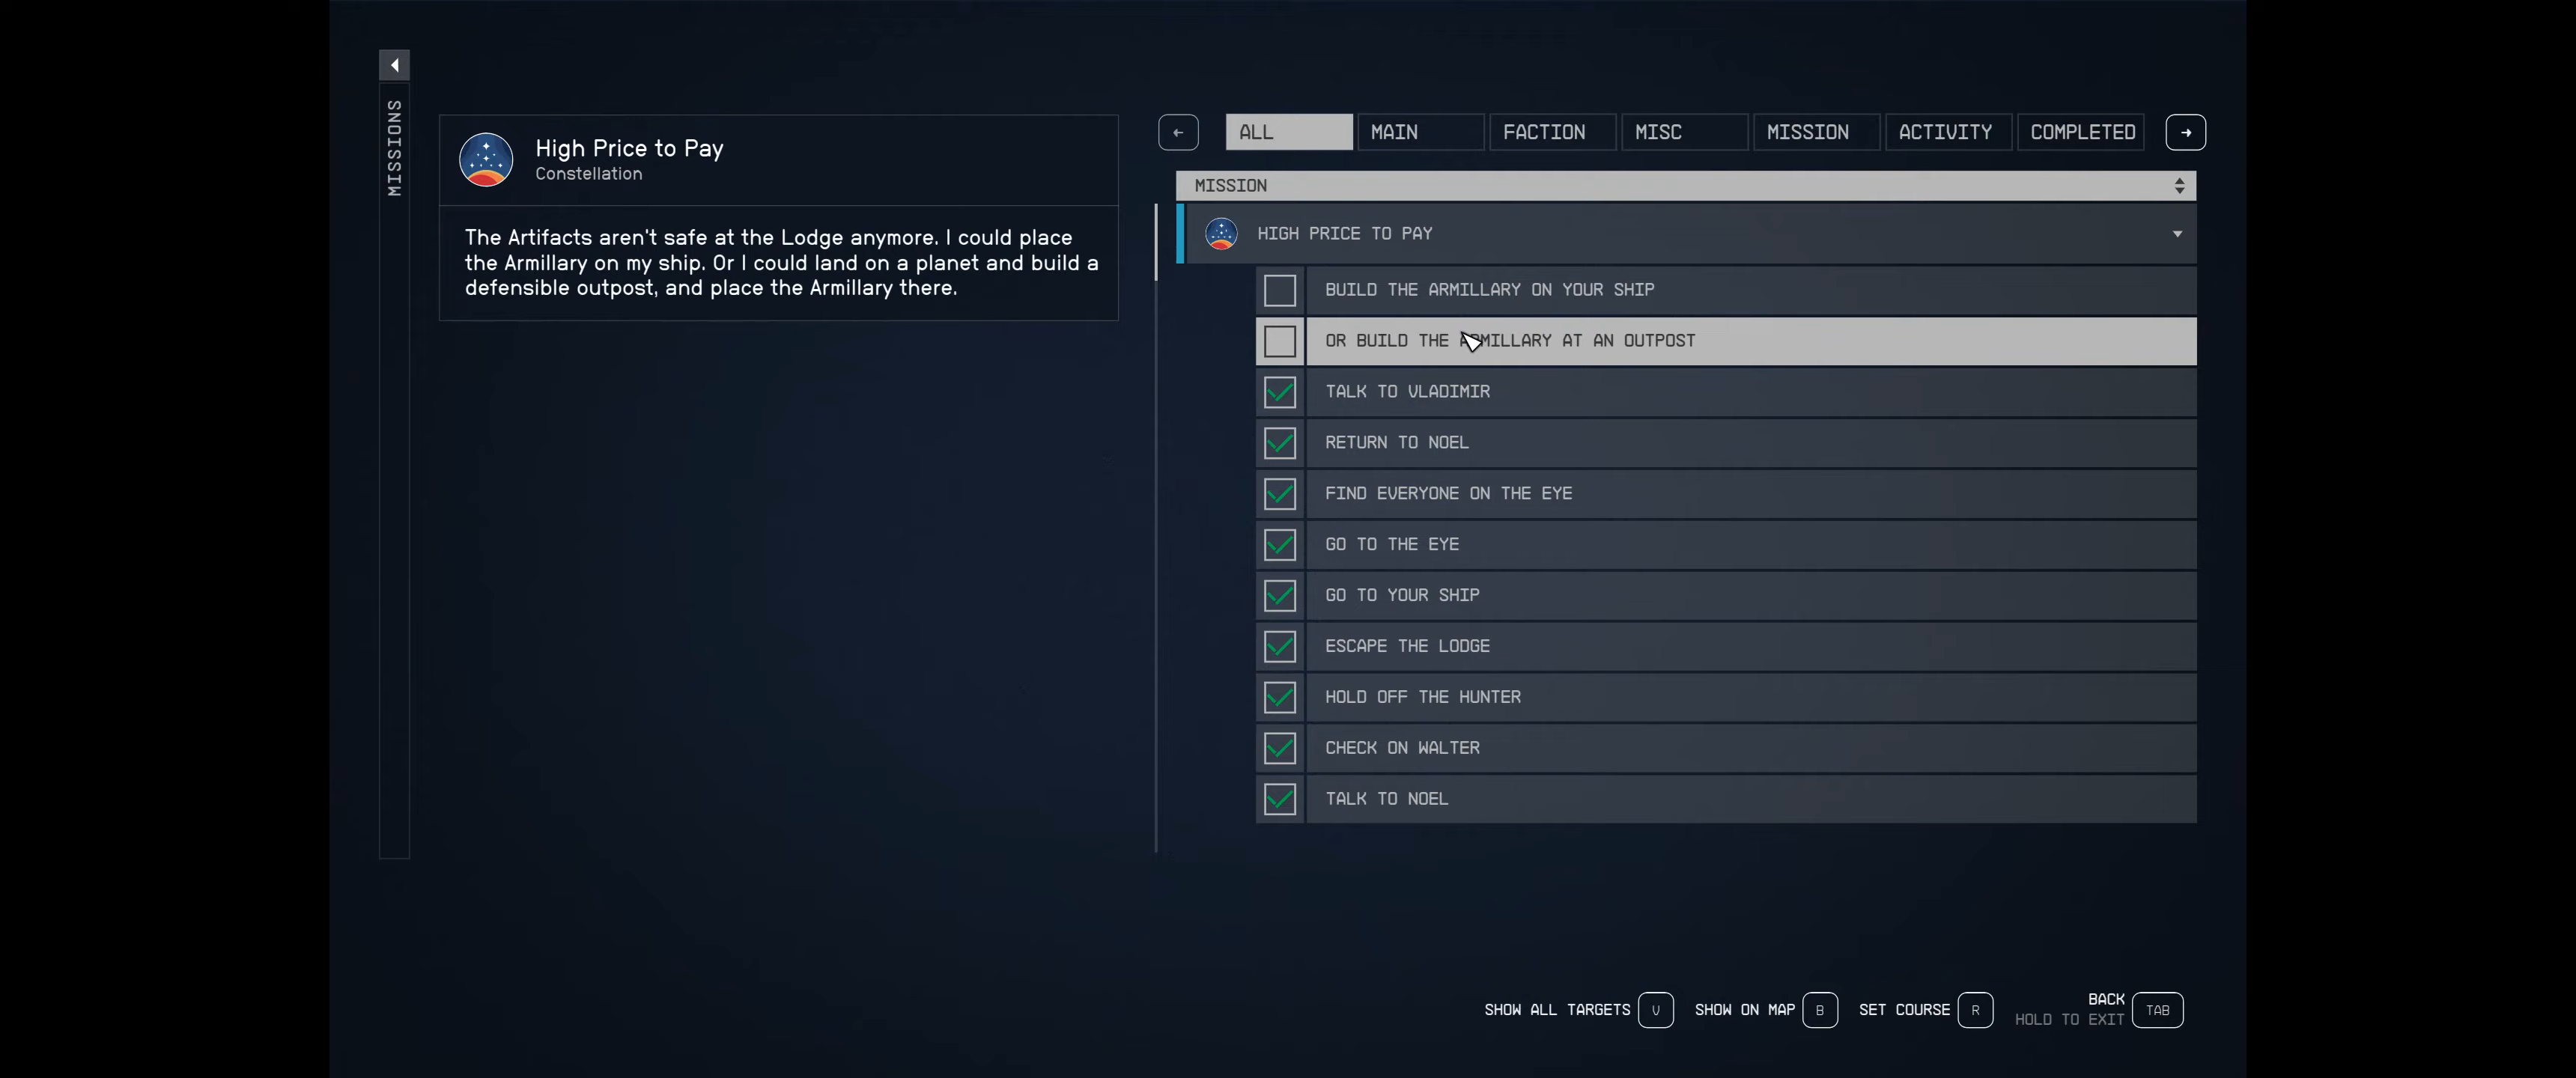 MISSIONS
High Price to Pay
Constellation
The Artifacts aren't safe at the Lodge anymore. I could place
the Armillary on my ship. Or I could land on a planet and build a
defensible outpost, and place the Armillary there.
ALL MAIN FACTION MISC MISSION ACTIVITY COMPLETED
MISSION
HIGH PRICE TO PAY
BUILD THE ARMILLARY ON YOUR SHIP
OR BUILD THE ARMILLARY AT AN OUTPOST
TALK TO VLADIMIR
RETURN TO NOEL
FIND EVERYONE ON THE EYE
GO TO THE EYE
GO TO YOUR SHIP
ESCAPE THE LODGE
HOLD OFF THE HUNTER
CHECK ON WALTER
TALK TO NOEL
SHOW ALL TARGETS V SHOW ON MAP B SET COURSE R BACK TAB
HOLD TO EXIT